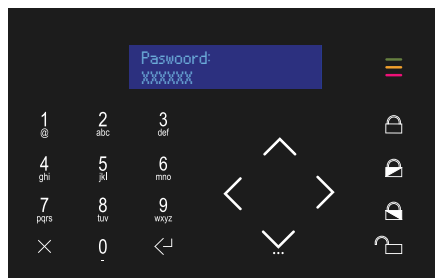 Paswoord:
XXXXXX
1 2 3
@ abc def
4 5 6
ghi jkl mno
7 8 9
pqrs tuv wxyz
0
-
...